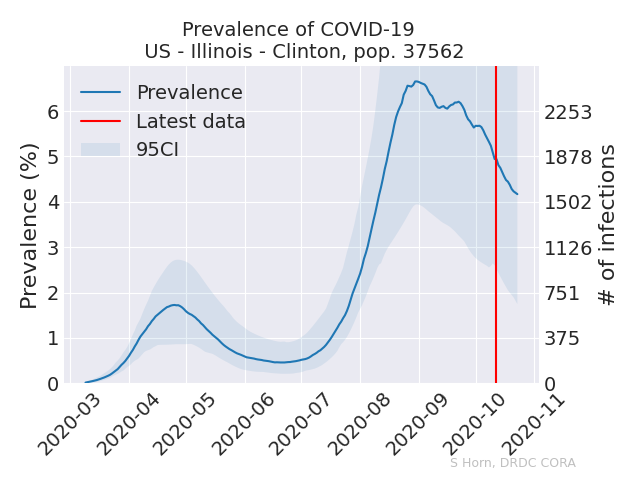 Prevalence of COVID-19
US - Illinois - Clinton, pop. 37562
Prevalence
Latest data
95CI
Prevalence (%)
6
5
4
3
2
1
0
2253
1878
1502
1126
751
375
0
# of infections
2020-03
2020-04
2020-05
2020-06
2020-07
2020-08
2020-09
2020-10
2020-11
S Horn, DRDC CORA